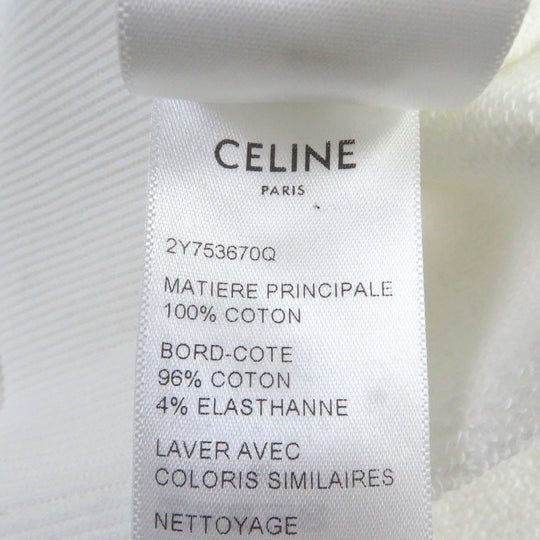 CELINE
PARIS
2Y753670Q
MATIERE PRINCIPALE
100% COTON
BORD-COTE
96% COTON
4% ELASTHANNE
LAVER AVEC
COLORIS SIMILAIRES
NETTOYAGE